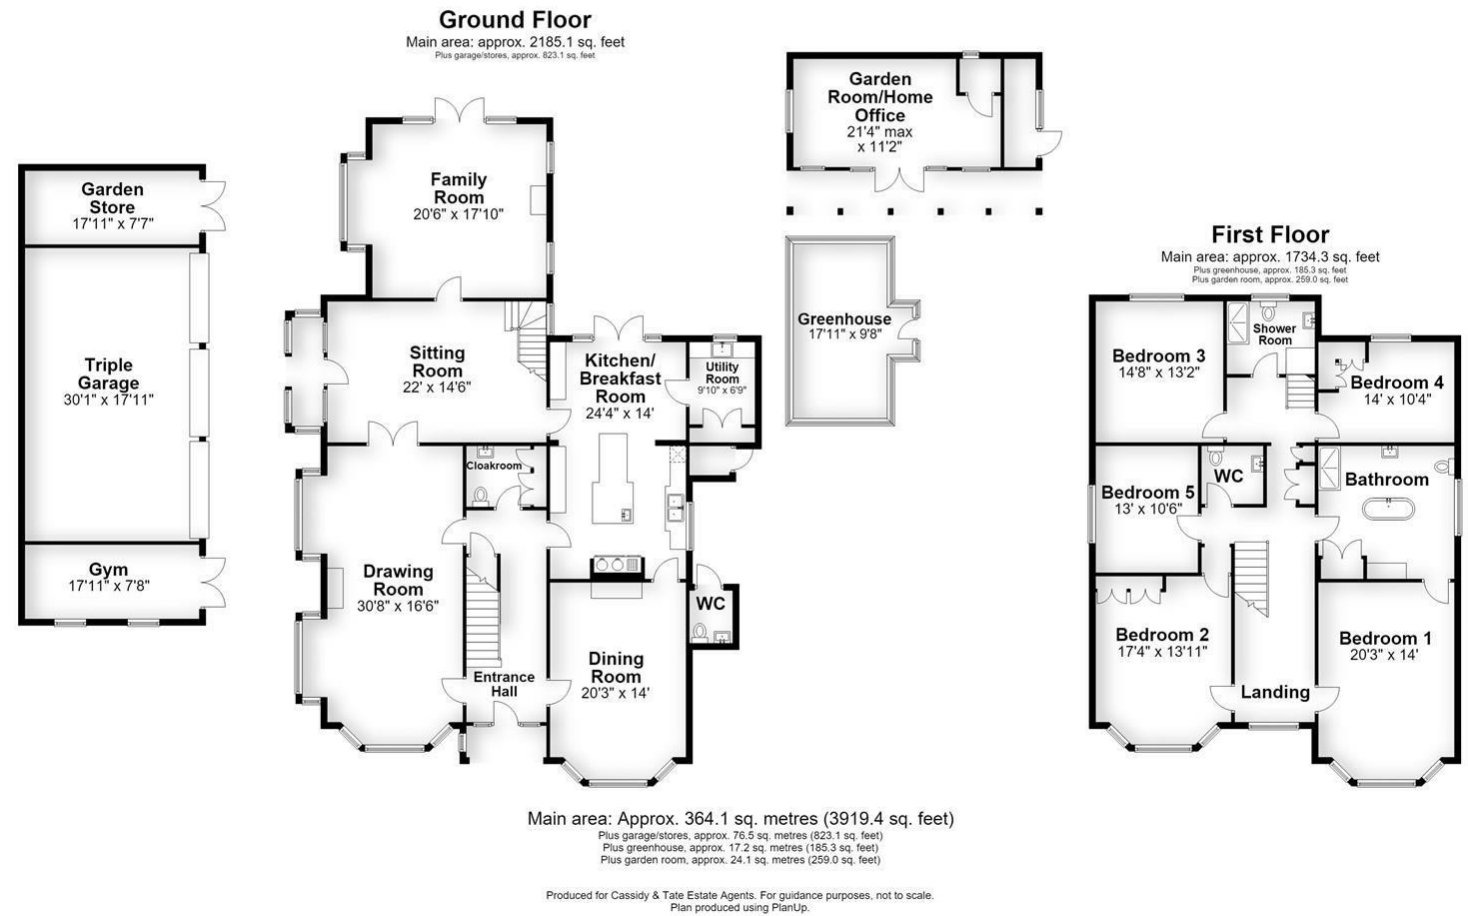 Ground Floor
Main area: approx. 2185.1 sq. feet
Plus garage/stores, approx. 823.1 sq. feet
Garden
Store
17'11" x 7'7"
Triple
Garage
30'1" x 17'11"
Gym
17'11" x 7'8"
Family
Room
20'6" x 17'10"
Sitting
Room
22' x 14'6"
Kitchen/
Breakfast
Room
24'4" x 14'
Utility
Room
9'10" x 6'9"
Cloakroom
Drawing
Room
30'8" x 16'6"
Entrance
Hall
Dining
Room
20'3" x 14'
WC
Garden
Room/Home
Office
21'4" max
x 11'2"
Greenhouse
17'11" x 9'8"
First Floor
Main area: approx. 1734.3 sq. feet
Plus greenhouse, approx. 185.3 sq. feet
Plus garden room, approx. 259.0 sq. feet
Bedroom 3
14'8" x 13'2"
Shower
Room
Bedroom 4
14' x 10'4"
Bedroom 5
13' x 10'6"
WC
Bathroom
Bedroom 2
17'4" x 13'11"
Landing
Bedroom 1
20'3" x 14'
Main area: Approx. 364.1 sq. metres (3919.4 sq. feet)
Plus garage/stores, approx. 76.5 sq. metres (823.1 sq. feet)
Plus greenhouse, approx. 17.2 sq. metres (185.3 sq. feet)
Plus garden room, approx. 24.1 sq. metres (259.0 sq. feet)
Produced for Cassidy & Tate Estate Agents. For guidance purposes, not to scale.
Plan produced using PlanUp.